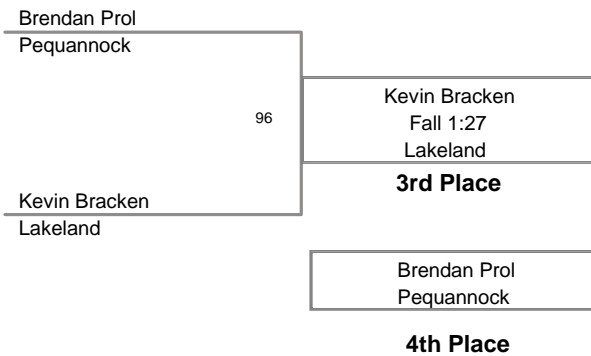 Brendan Prol
Pequannock
96
Kevin Bracken
Fall 1:27
Lakeland
3rd Place
Kevin Bracken
Lakeland
Brendan Prol
Pequannock
4th Place